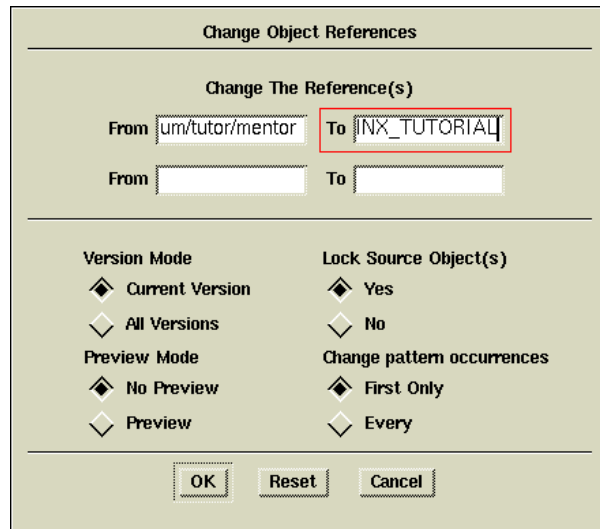 Change Object References
Change The Reference(s)
From um/tutor/mentor To INX_TUTORIAL
From To
Version Mode Lock Source Object(s)
Current Version Yes
All Versions No
Preview Mode Change pattern occurrences
No Preview First Only
Preview Every
OK Reset Cancel